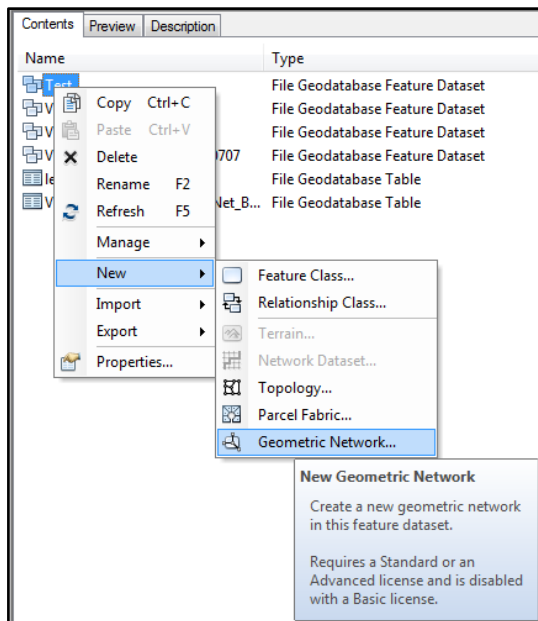 Contents Preview Description
Name Type
Test File Geodatabase Feature Dataset
V File Geodatabase Feature Dataset
V File Geodatabase Feature Dataset
V 0707 File Geodatabase Feature Dataset
le File Geodatabase Table
V Net_B... File Geodatabase Table
Copy Ctrl+C
Paste Ctrl+V
Delete
Rename F2
Refresh F5
Manage
New
Import
Export
Properties...
Feature Class...
Relationship Class...
Terrain...
Network Dataset...
Topology...
Parcel Fabric...
Geometric Network...
New Geometric Network
Create a new geometric network
in this feature dataset.
Requires a Standard or an
Advanced license and is disabled
with a Basic license.